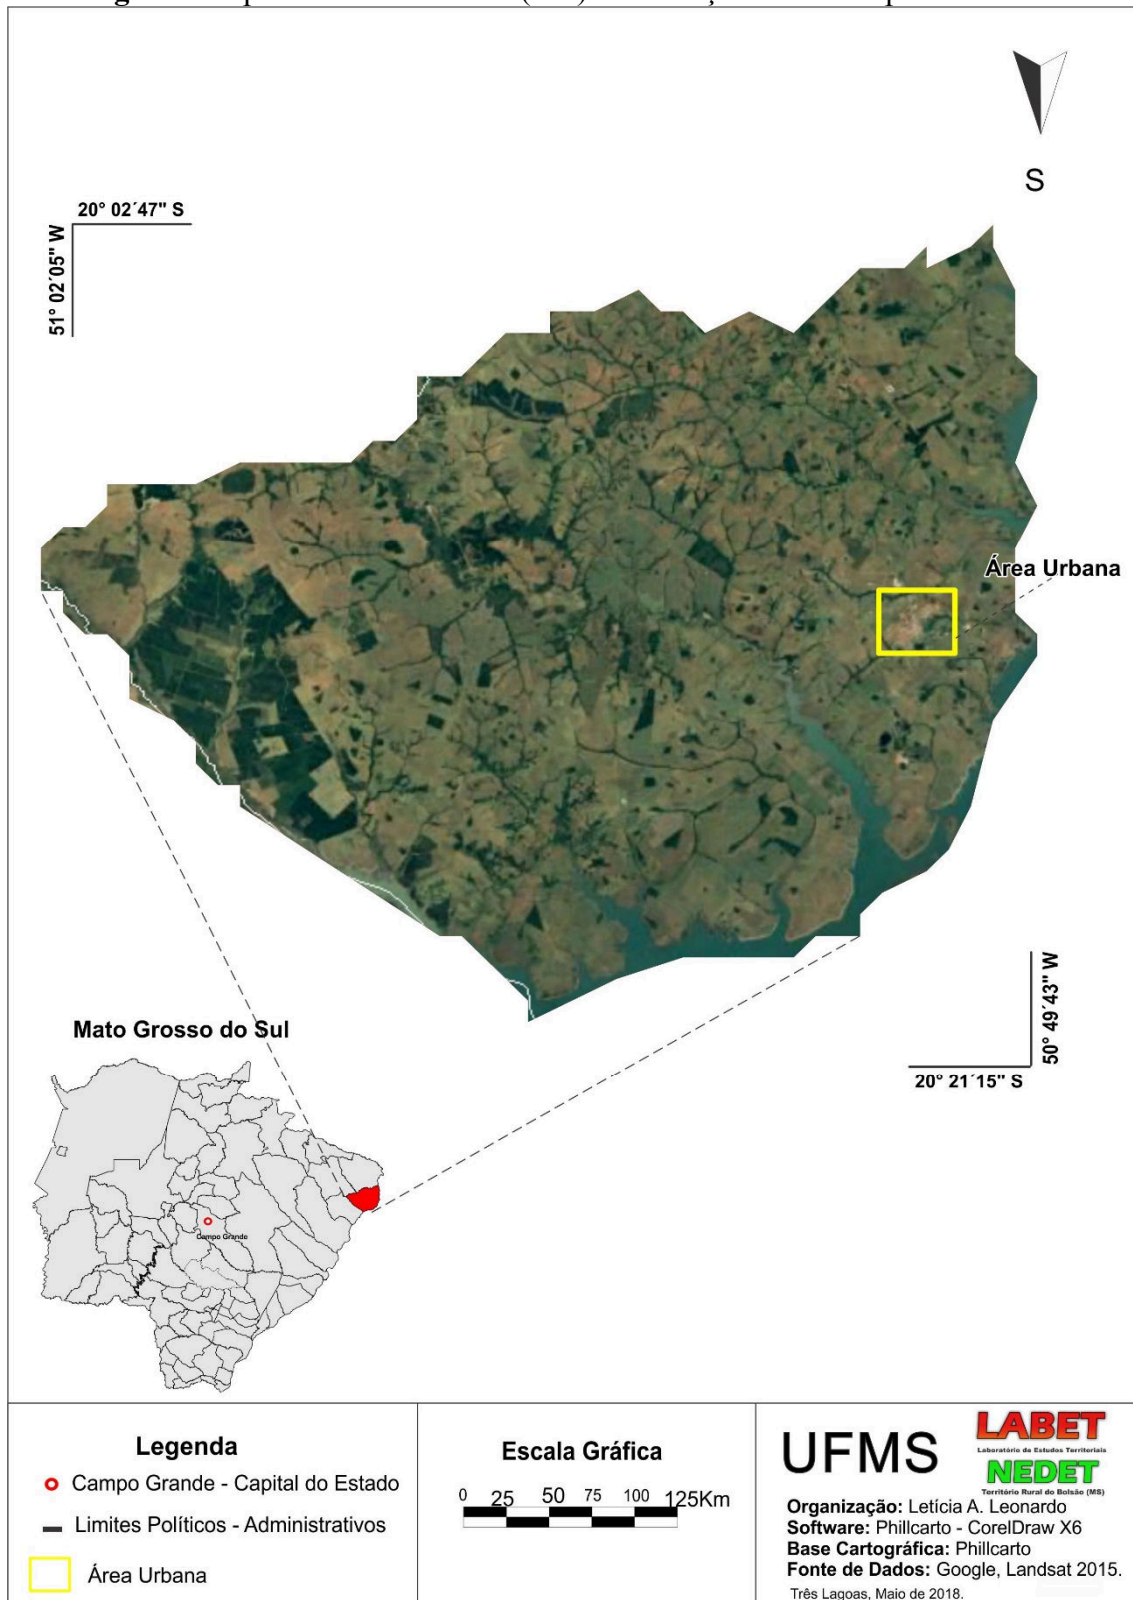 S
20° 02´47" S
51° 02´05" W
Área Urbana
50° 49´43" W
20° 21´15" S
Mato Grosso do Sul
Campo Grande
Legenda
Campo Grande - Capital do Estado
Limites Políticos - Administrativos
Área Urbana
Escala Gráfica
0 25 50 75 100 125Km
UFMS
LABET
Laboratório de Estudos Territoriais
NEDET
Território Rural do Bolsão (MS)
Organização: Letícia A. Leonardo
Software: Phillcarto - CorelDraw X6
Base Cartográfica: Phillcarto
Fonte de Dados: Google, Landsat 2015.
Três Lagoas, Maio de 2018.